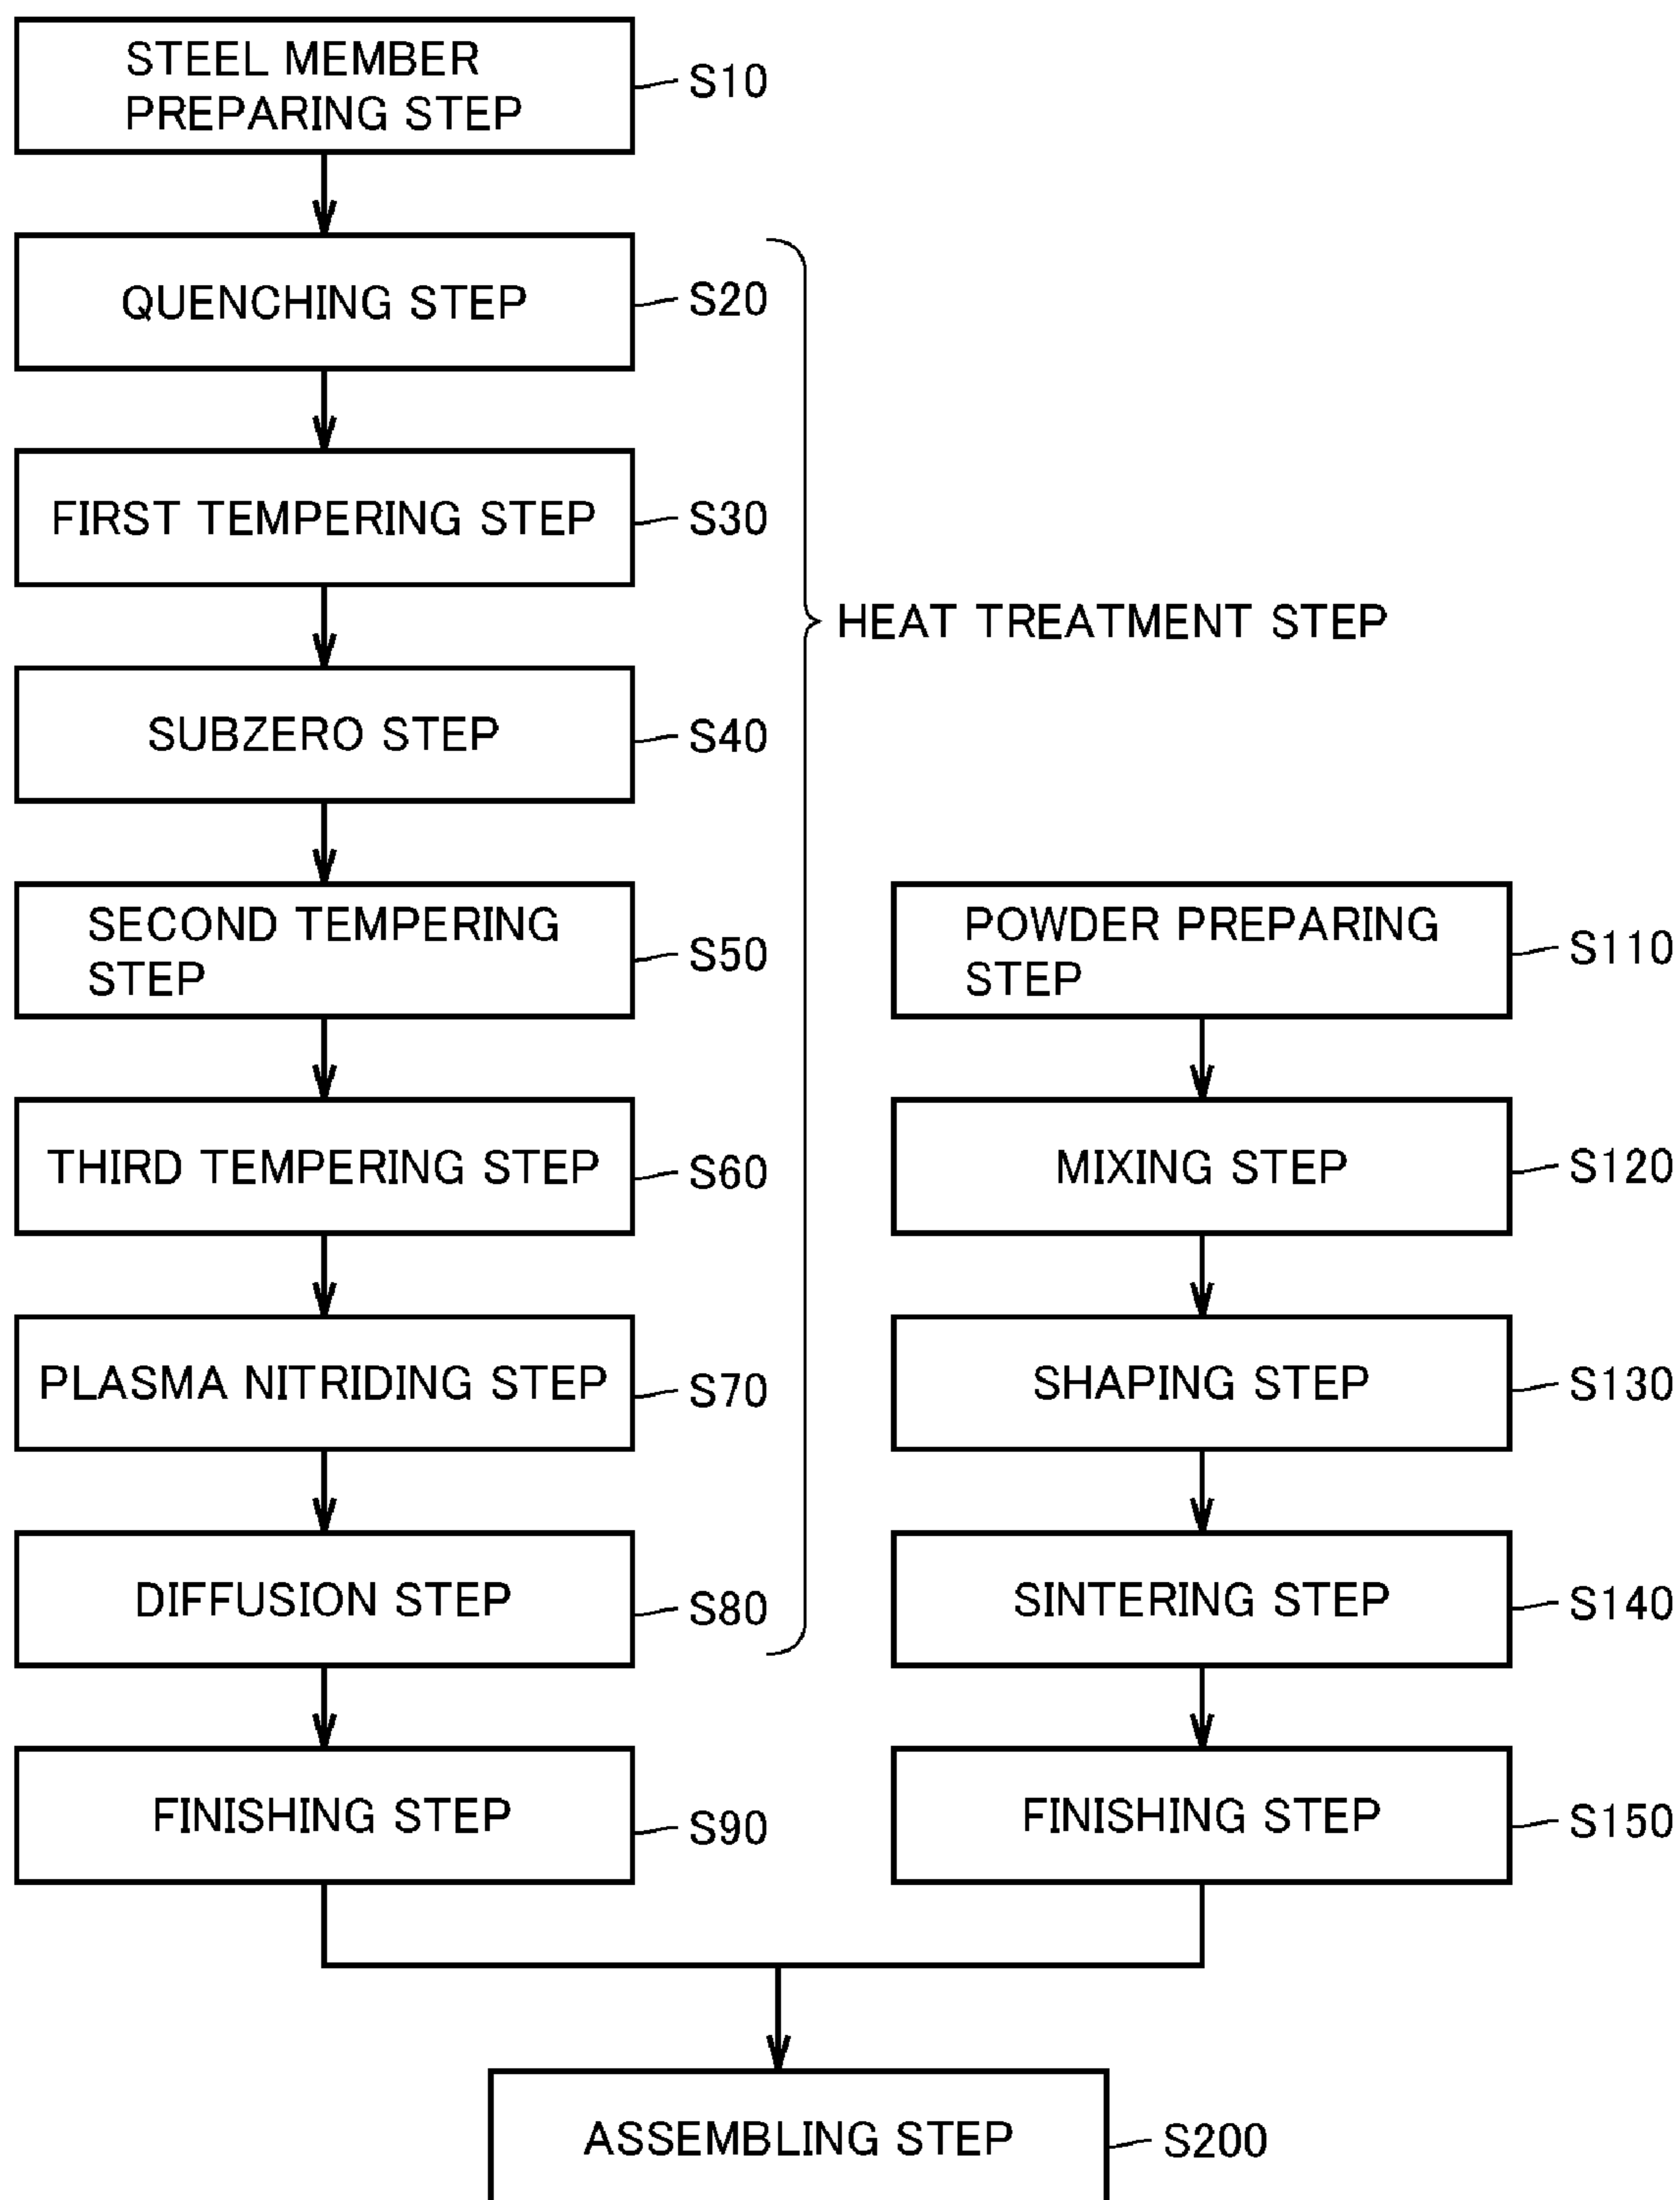 STEEL MEMBER
PREPARING STEP
S10
QUENCHING STEP
S20
FIRST TEMPERING STEP
S30
HEAT TREATMENT STEP
SUBZERO STEP
S40
SECOND TEMPERING
STEP
S50
THIRD TEMPERING STEP
S60
PLASMA NITRIDING STEP
S70
DIFFUSION STEP
S80
FINISHING STEP
S90
POWDER PREPARING
STEP
S110
MIXING STEP
S120
SHAPING STEP
S130
SINTERING STEP
S140
FINISHING STEP
S150
ASSEMBLING STEP
S200